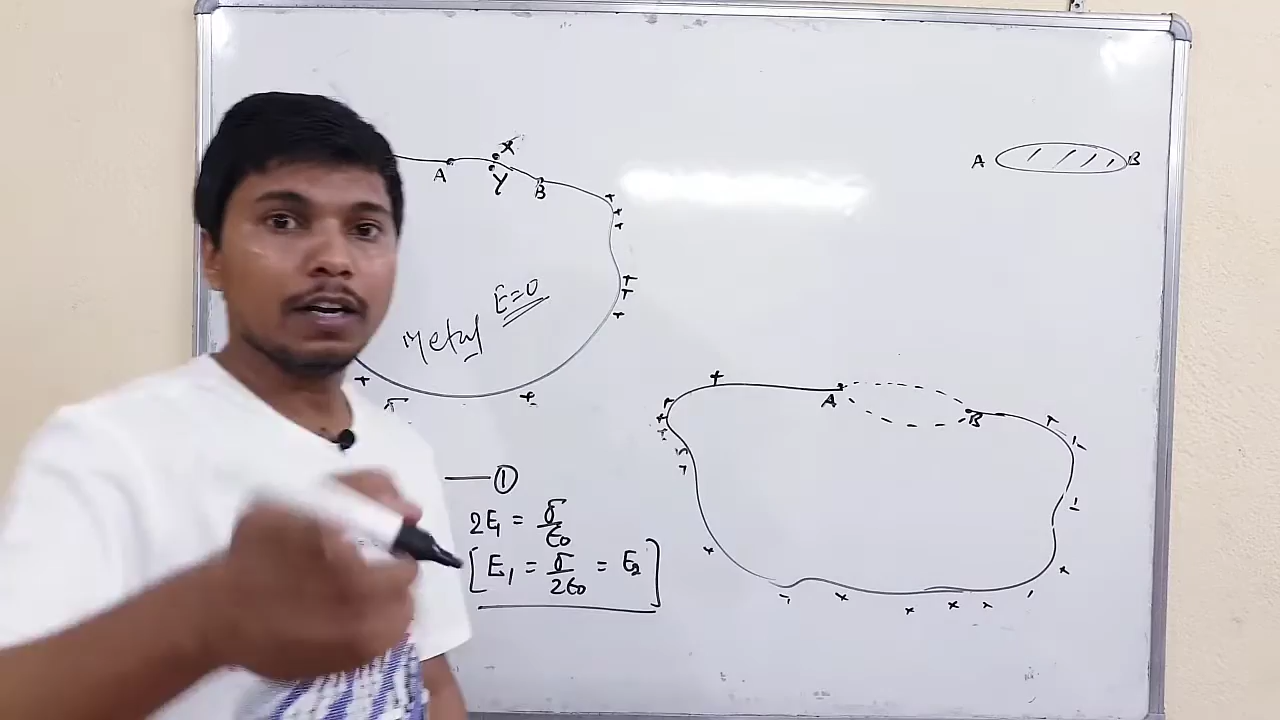 X
A
Y
B
A B
E=0
Metal
σ
A
B
①
2E₁ = σ/ε₀
[E₁ = σ/2ε₀ = E₂]